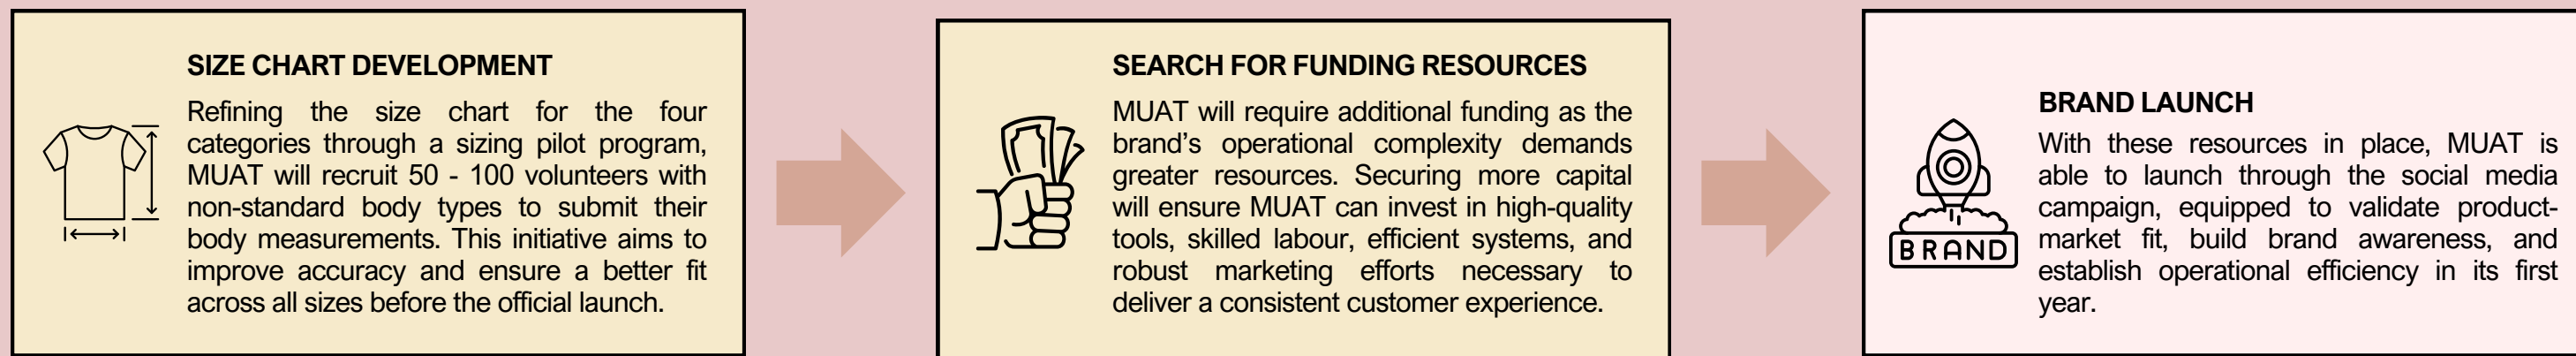 SIZE CHART DEVELOPMENT
Refining the size chart for the four
categories through a sizing pilot program,
MUAT will recruit 50 - 100 volunteers with
non-standard body types to submit their
body measurements. This initiative aims to
improve accuracy and ensure a better fit
across all sizes before the official launch.
SEARCH FOR FUNDING RESOURCES
MUAT will require additional funding as the
brand’s operational complexity demands
greater resources. Securing more capital
will ensure MUAT can invest in high-quality
tools, skilled labour, efficient systems, and
robust marketing efforts necessary to
deliver a consistent customer experience.
BRAND
BRAND LAUNCH
With these resources in place, MUAT is
able to launch through the social media
campaign, equipped to validate product-
market fit, build brand awareness, and
establish operational efficiency in its first
year.